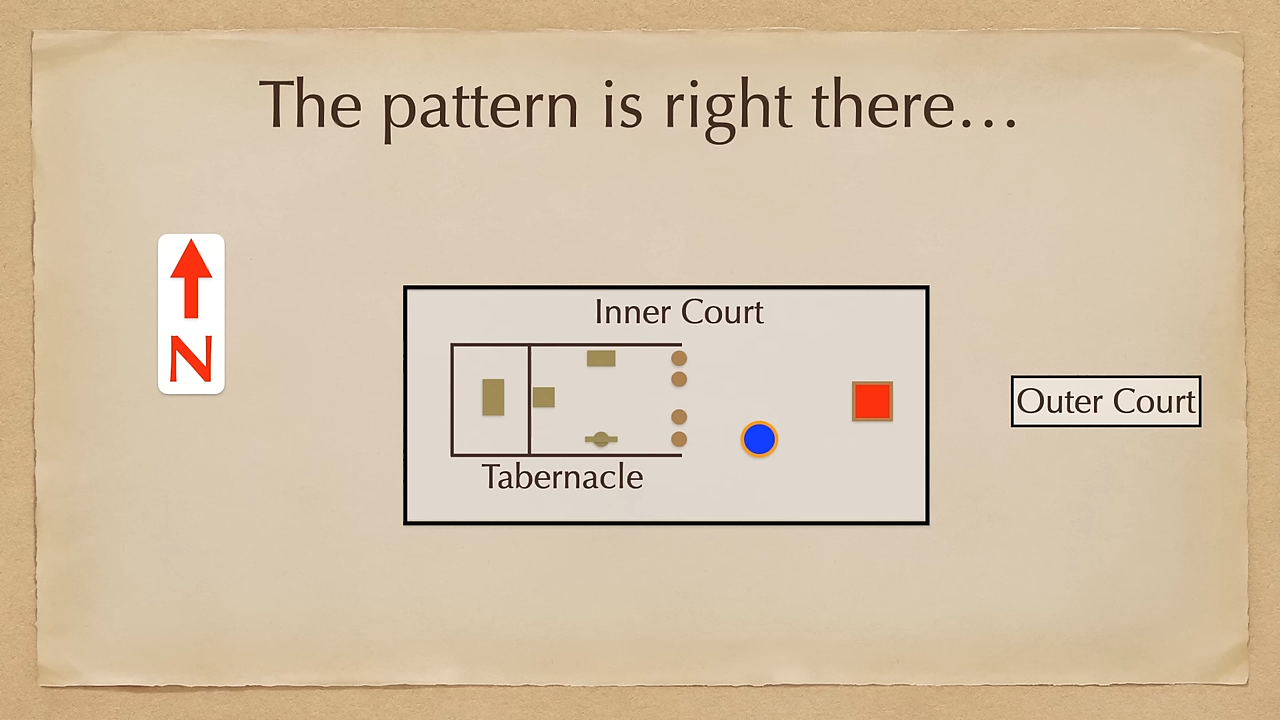 The pattern is right there…
N
Inner Court
Outer Court
Tabernacle